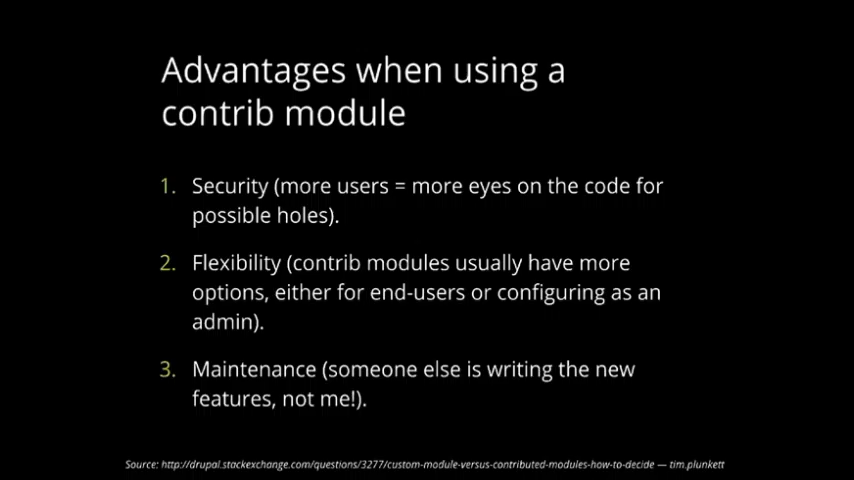 Advantages when using a
contrib module
1. Security (more users = more eyes on the code for
possible holes).
2. Flexibility (contrib modules usually have more
options, either for end-users or configuring as an
admin).
3. Maintenance (someone else is writing the new
features, not me!).
Source: http://drupal.stackexchange.com/questions/3277/custom-module-versus-contributed-modules-how-to-decide — tim.plunkett